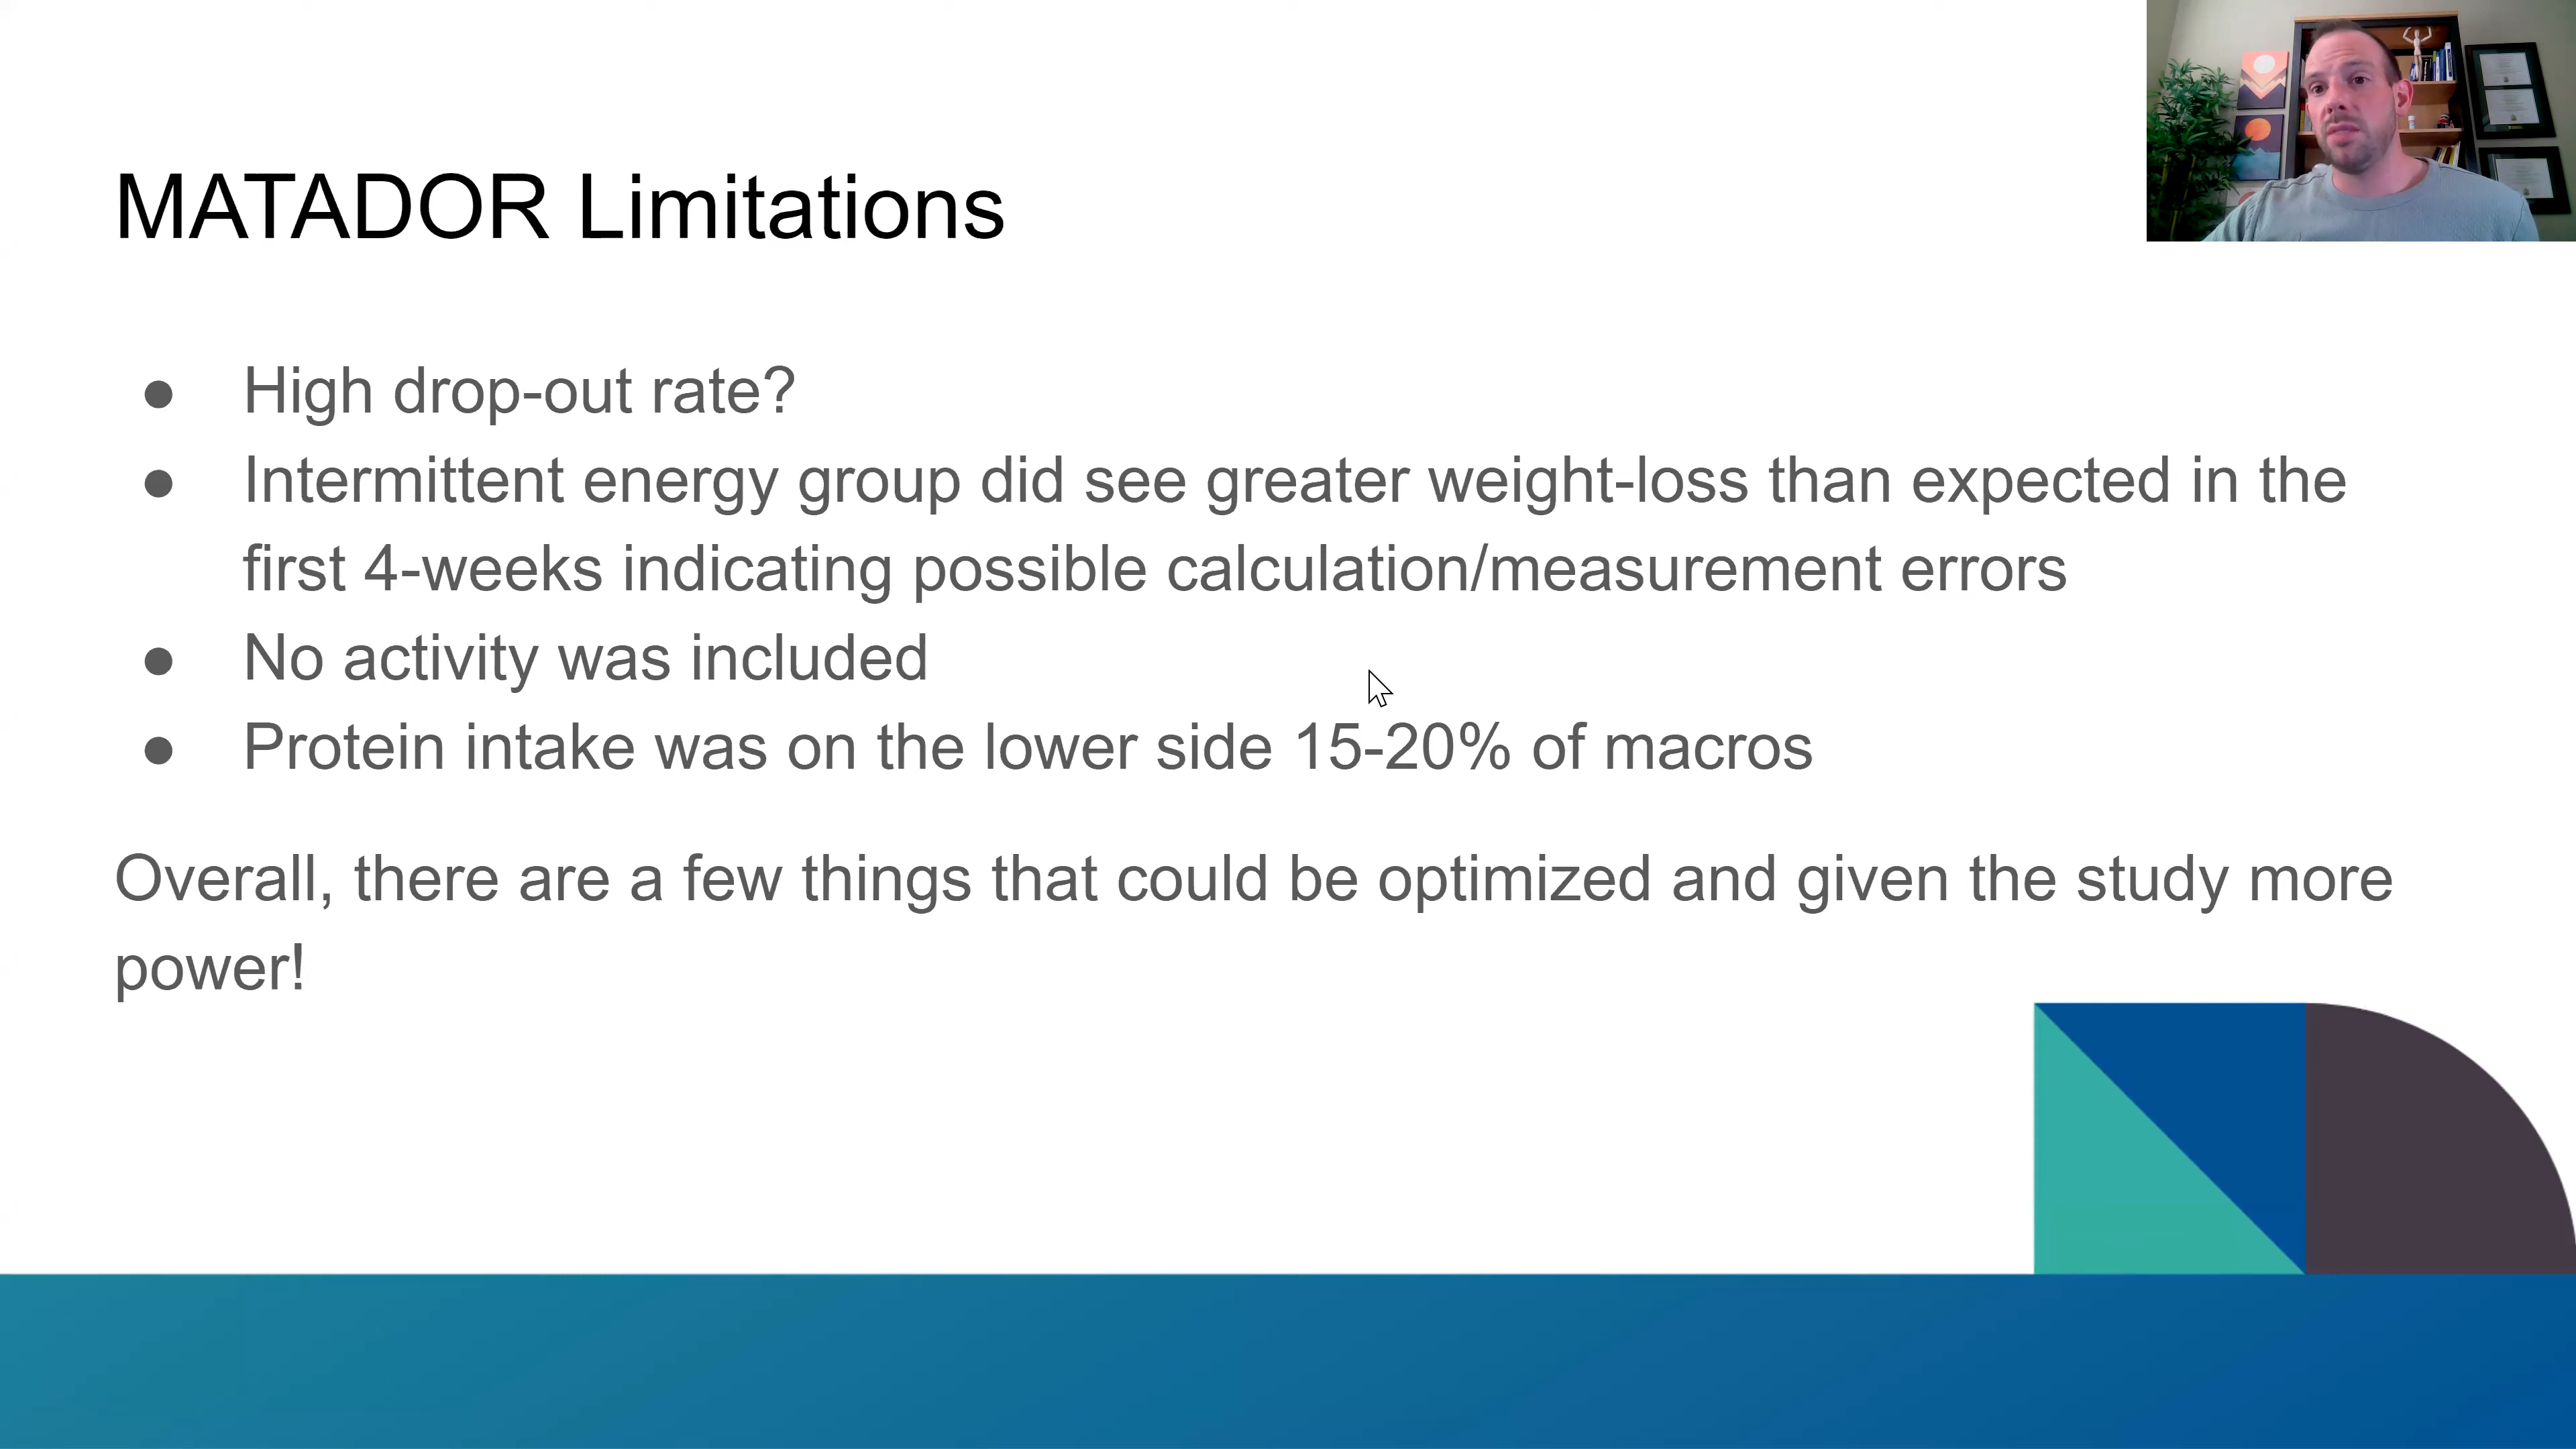 MATADOR Limitations
● High drop-out rate?
● Intermittent energy group did see greater weight-loss than expected in the
first 4-weeks indicating possible calculation/measurement errors
● No activity was included
● Protein intake was on the lower side 15-20% of macros
Overall, there are a few things that could be optimized and given the study more
power!